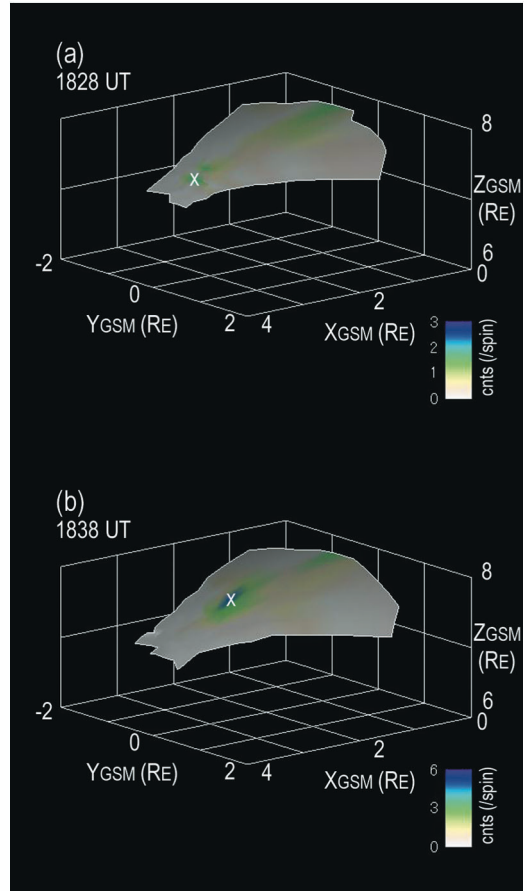 (a)
1828 UT
X
8
ZGSM
(RE)
6
-2
0
0
2
YGSM (RE)
2
4
XGSM (RE)
3
2
1
0
cnts (/spin)
(b)
1838 UT
X
8
ZGSM
(RE)
6
-2
0
0
2
YGSM (RE)
2
4
XGSM (RE)
6
3
0
cnts (/spin)